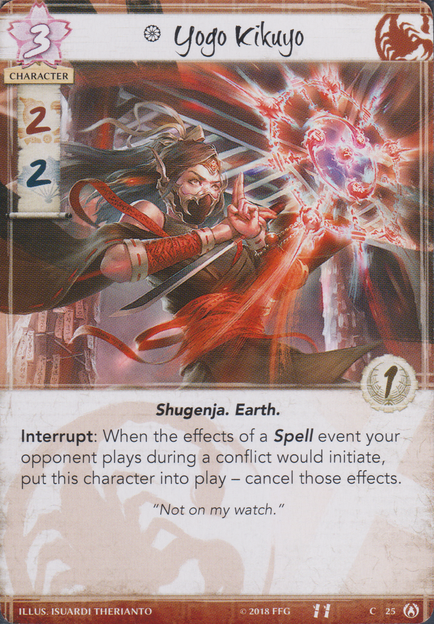 3
Yogo Kikuyo
CHARACTER
2
2
1
Shugenja. Earth.
Interrupt: When the effects of a Spell event your
opponent plays during a conflict would initiate,
put this character into play – cancel those effects.
"Not on my watch."
ILLUS. ISUARDI THERIANTO © 2018 FFG C 25